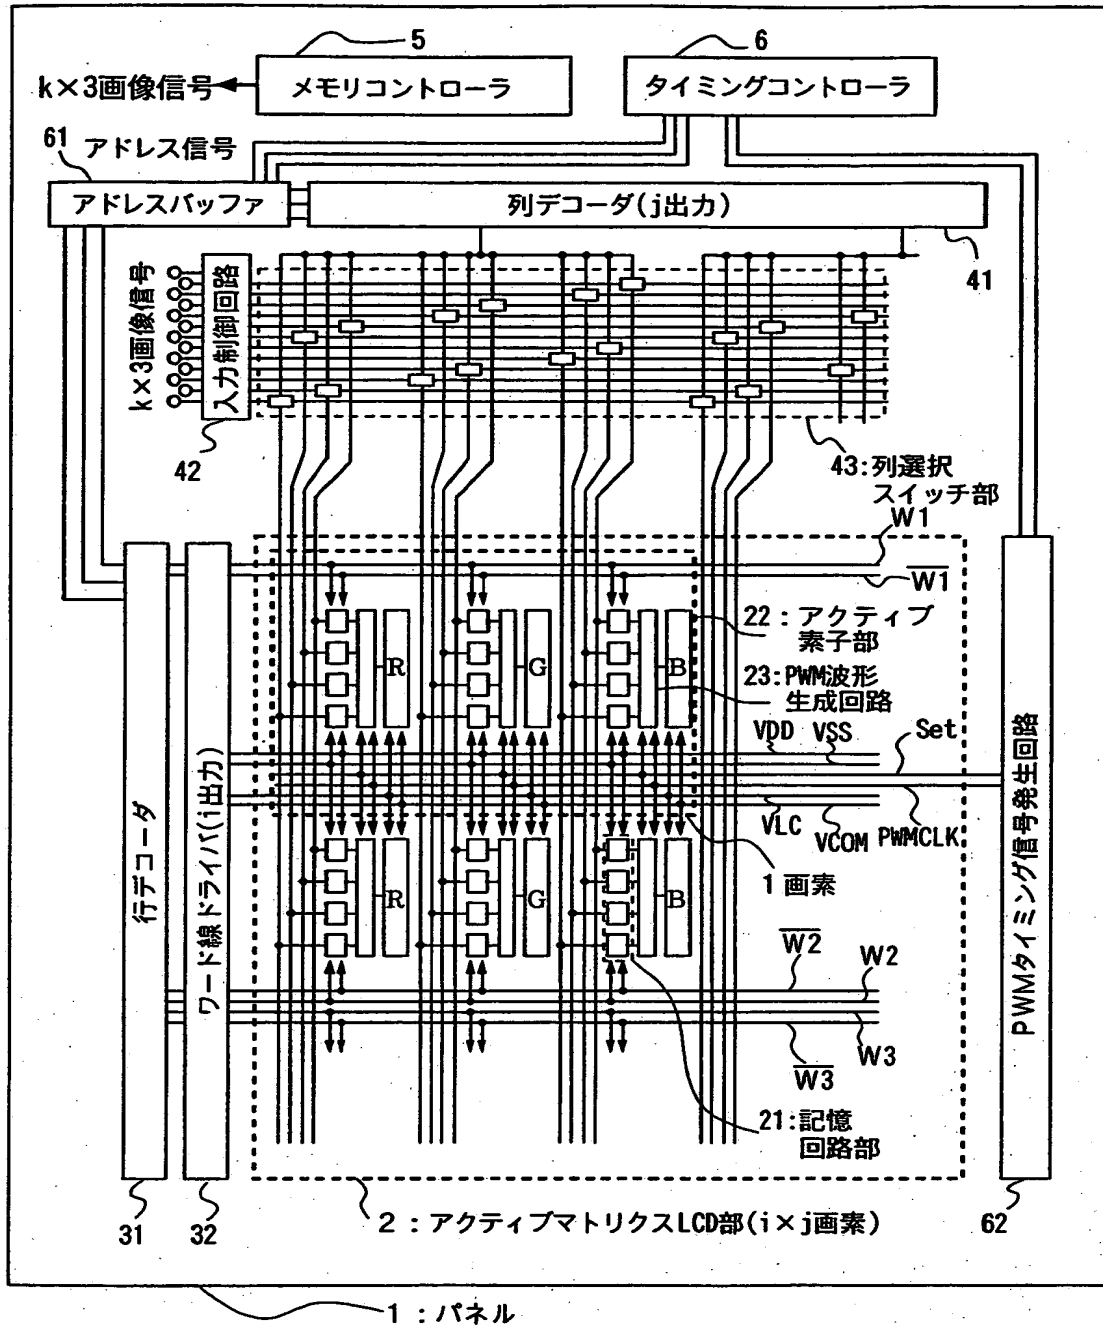 5
6
k×3画像信号
メモリコントローラ
タイミングコントローラ
61
アドレス信号
アドレスバッファ
列デコーダ(j出力)
41
k×3画像信号
入力制御回路
42
43:列選択
スイッチ部
W1
W1
22:アクティブ
素子部
23:PWM波形
生成回路
R
G
B
VDD
VSS
Set
VLC
VCOM
PWMCLK
1画素
R
G
B
W2
W2
W3
W3
21:記憶
回路部
行デコーダ
ワード線ドライバ(i出力)
PWMタイミング信号発生回路
31
32
2:アクティブマトリクスLCD部(i×j画素)
62
1:パネル